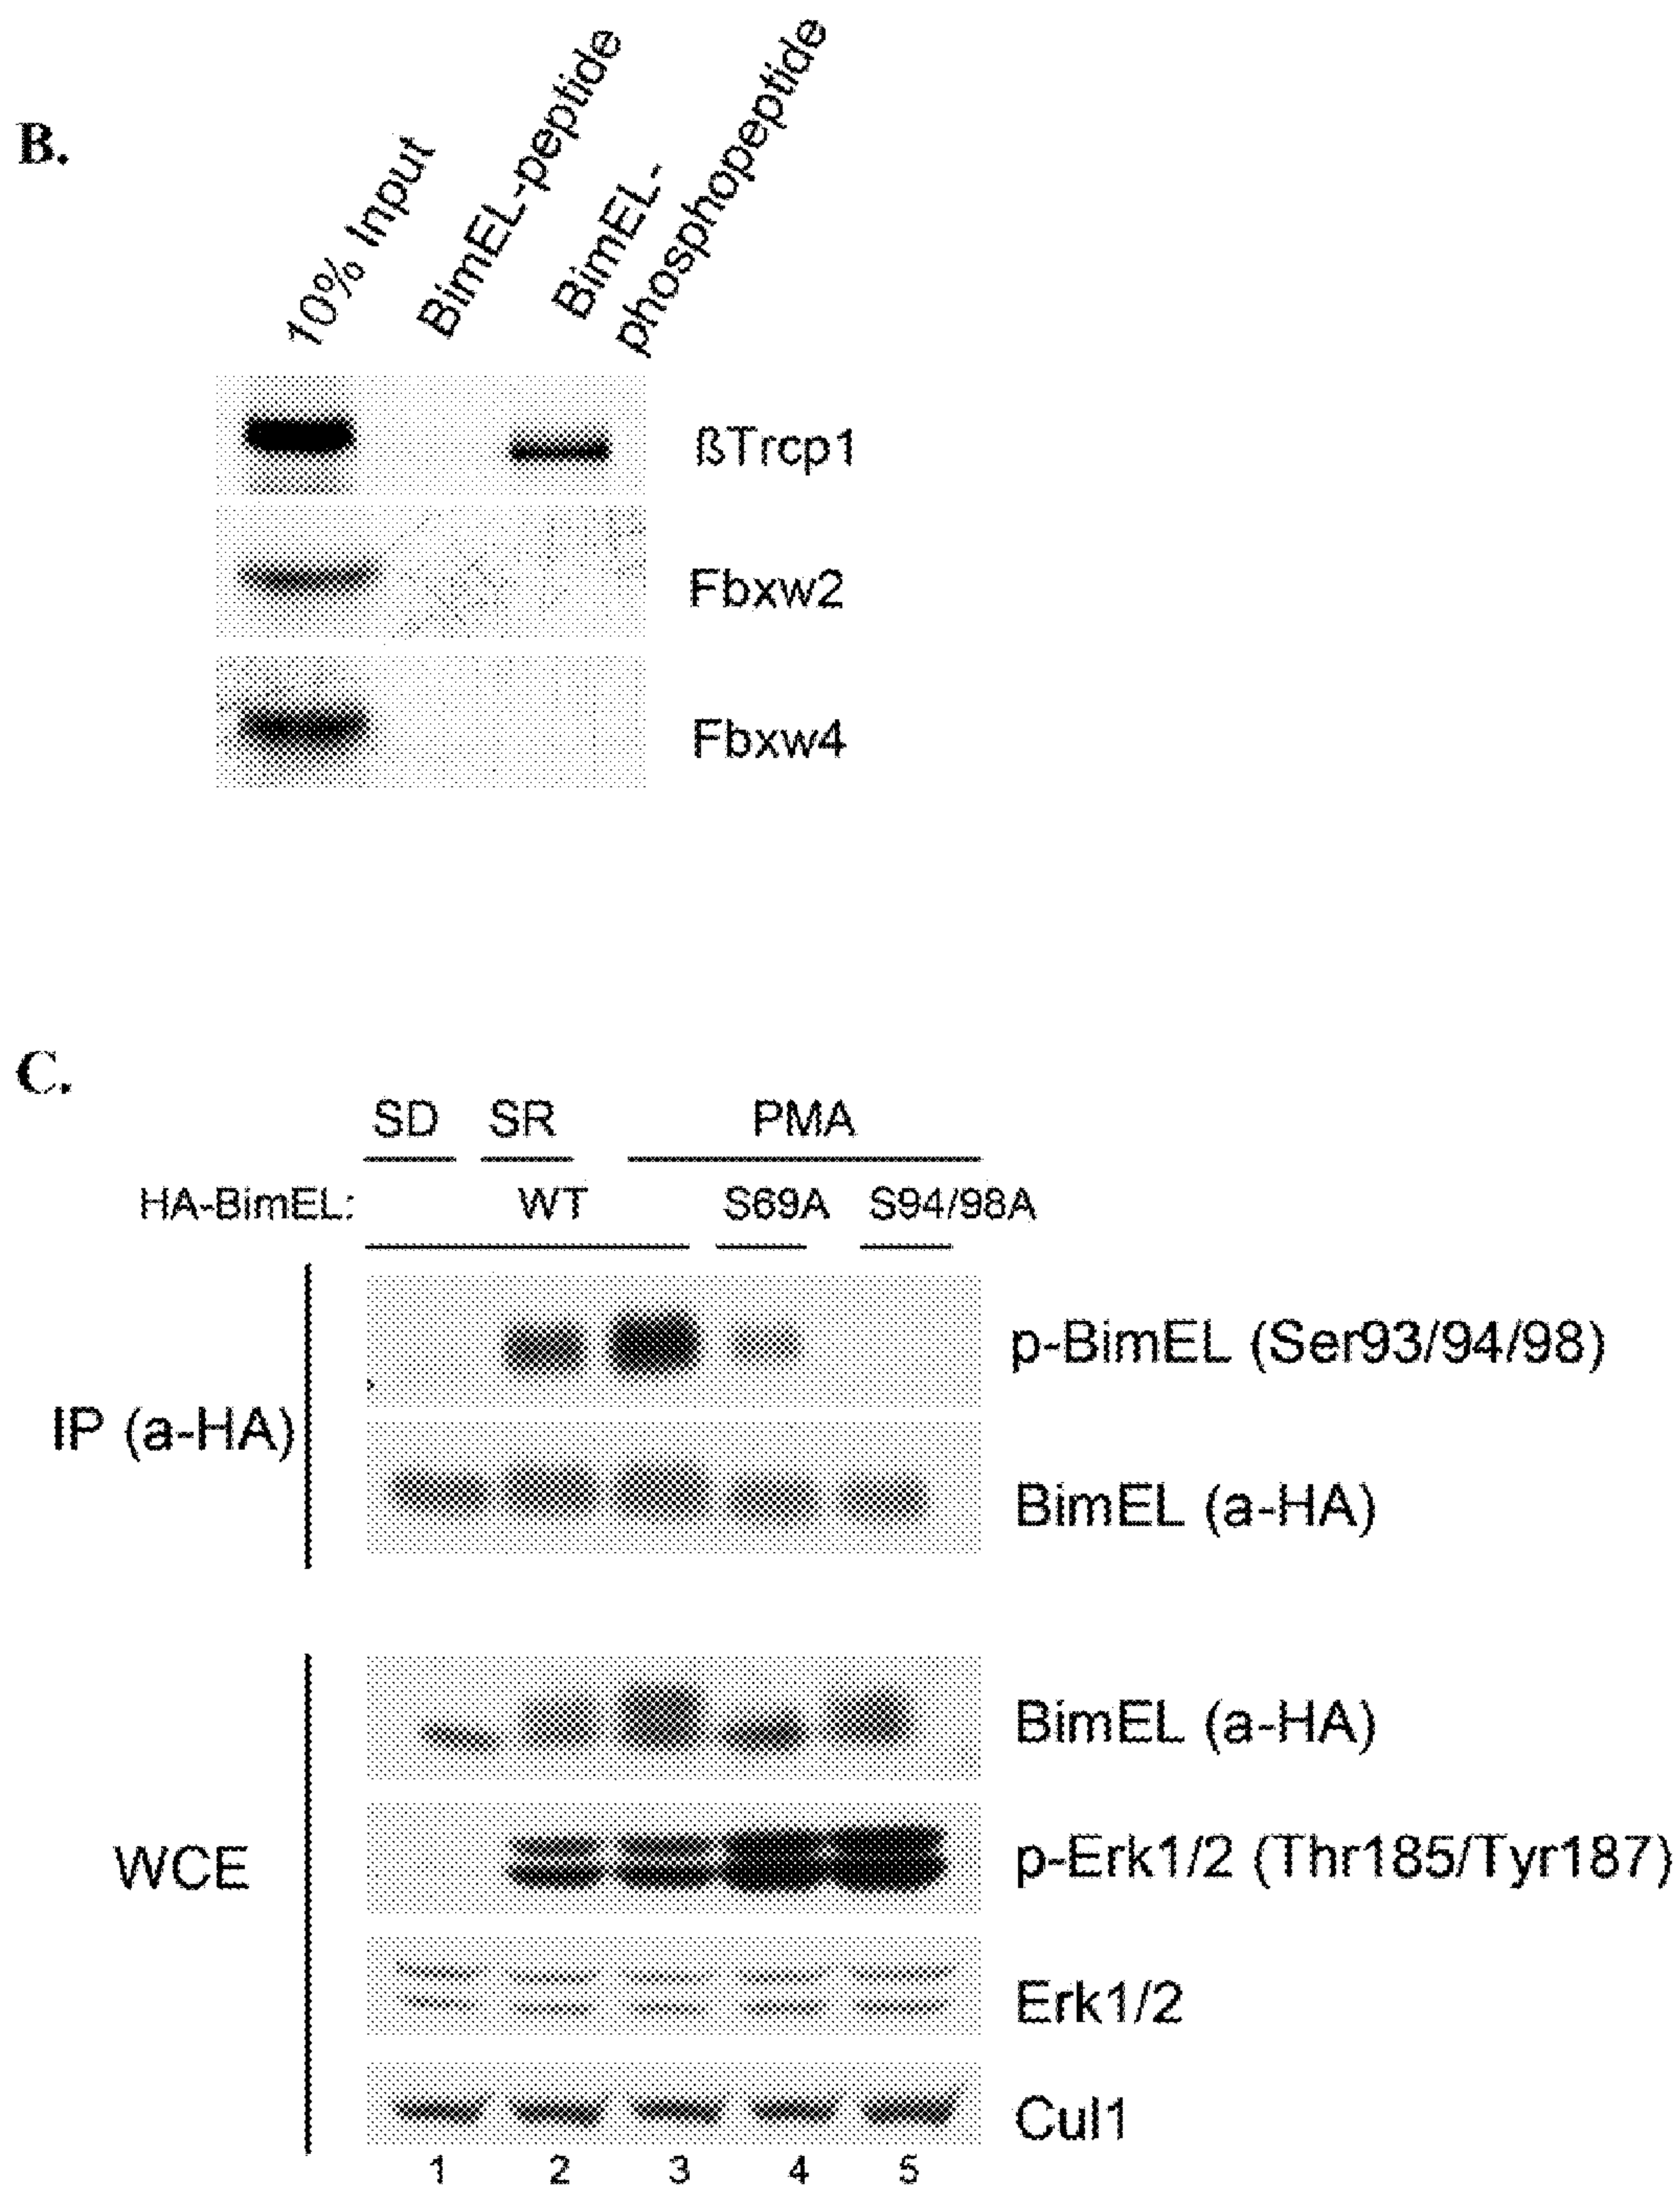 B.
10% Input
BimEL-peptide
BimEL-
phosphopeptide
ßTrcp1
Fbxw2
Fbxw4
C.
SD SR PMA
HA-BimEL: WT S69A S94/98A
p-BimEL (Ser93/94/98)
IP (a-HA)
BimEL (a-HA)
BimEL (a-HA)
p-Erk1/2 (Thr185/Tyr187)
WCE
Erk1/2
Cul1
1 2 3 4 5